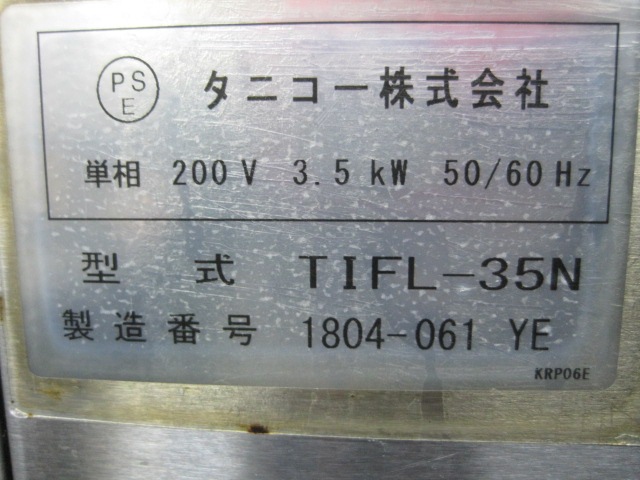 PS
E
タニコー株式会社
単相 200V 3.5kW 50/60Hz
型式 TIFL-35N
製造番号 1804-061 YE
KRP06E